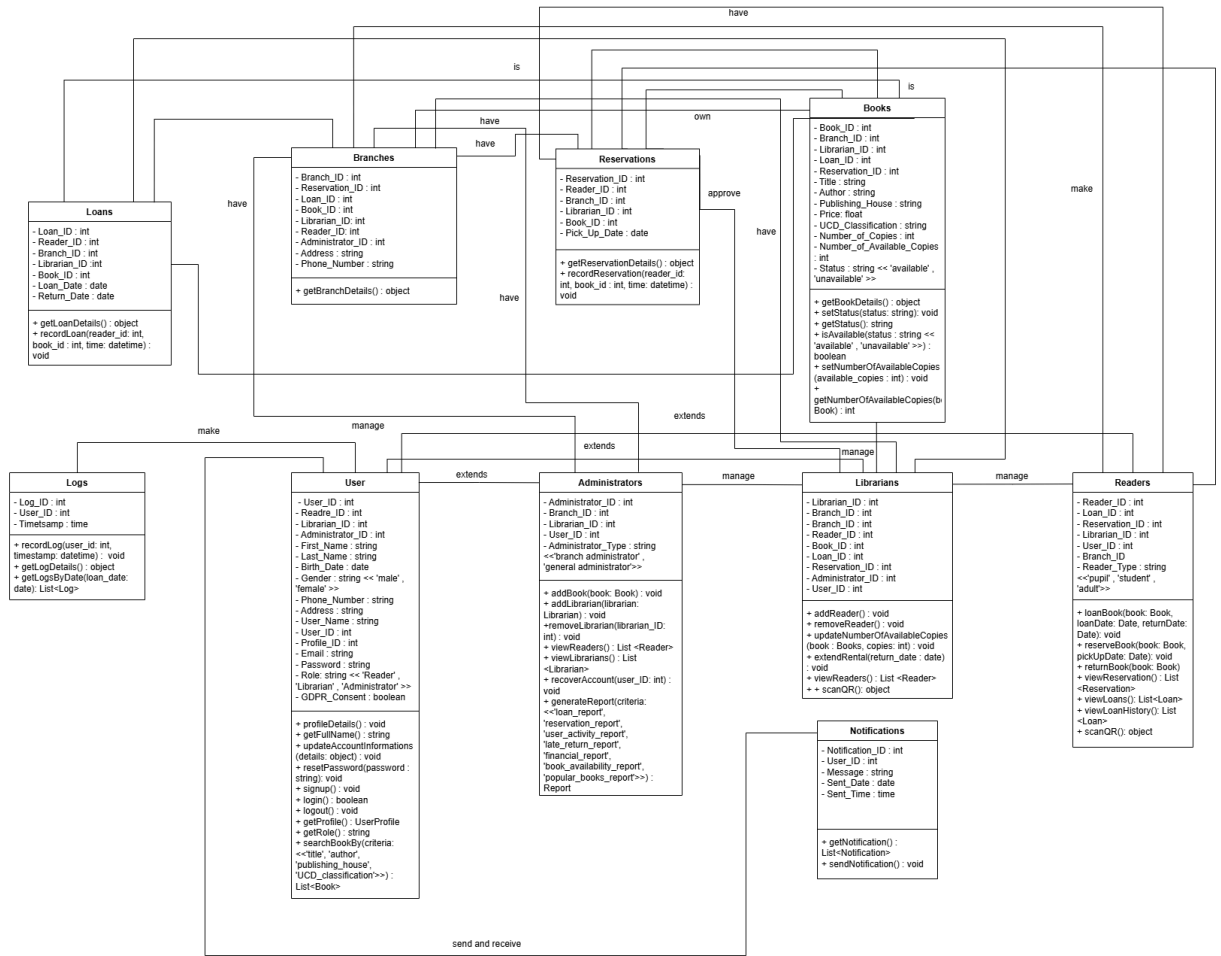 have
is
is
Books
- Book_ID : int
- Branch_ID : int
- Librarian_ID : int
- Loan_ID : int
- Reservation_ID : int
- Title : string
- Author : string
- Publishing_House : string
- Price: float
- UCD_Classification : string
- Number_of_Copies : int
- Number_of_Available_Copies
: int
- Status : string << 'available' ,
'unavailable' >>
+ getBookDetails() : object
+ setStatus(status: string): void
+ getStatus(): string
+ isAvailable(status : string <<
'available' , 'unavailable' >>) :
boolean
+ setNumberOfAvailableCopies
(available_copies : int) : void
+
getNumberOfAvailableCopies(b
Book) : int
own
have
have
Branches
- Branch_ID : int
- Reservation_ID : int
- Loan_ID : int
- Book_ID : int
- Librarian_ID: int
- Reader_ID: int
- Administrator_ID : int
- Address : string
- Phone_Number : string
+ getBranchDetails() : object
Reservations
- Reservation_ID : int
- Reader_ID : int
- Branch_ID : int
- Librarian_ID : int
- Book_ID : int
- Pick_Up_Date : date
+ getReservationDetails() : object
+ recordReservation(reader_id:
int, book_id : int, time: datetime) :
void
approve
make
have
have
have
Loans
- Loan_ID : int
- Reader_ID : int
- Branch_ID : int
- Librarian_ID :int
- Book_ID : int
- Loan_Date : date
- Return_Date : date
+ getLoanDetails() : object
+ recordLoan(reader_id: int,
book_id : int, time: datetime) :
void
make
manage
extends
extends
manage
extends
manage
manage
Logs
- Log_ID : int
- User_ID : int
- Timetsamp : time
+ recordLog(user_id: int,
timestamp: datetime) : void
+ getLogDetails() : object
+ getLogsByDate(loan_date:
date): List<Log>
User
- User_ID : int
- Readre_ID : int
- Librarian_ID : int
- Administrator_ID : int
- First_Name : string
- Last_Name : string
- Birth_Date : date
- Gender : string << 'male' ,
'female' >>
- Phone_Number : string
- Address : string
- User_Name : string
- User_ID : int
- Profile_ID : int
- Email : string
- Password : string
- Role: string << 'Reader' ,
'Librarian' , 'Administrator' >>
- GDPR_Consent : boolean
+ profileDetails() : void
+ getFullName() : string
+ updateAccountInformations
(details: object) : void
+ resetPassword(password :
string): void
+ signup() : void
+ login() : boolean
+ logout() : void
+ getProfile() : UserProfile
+ getRole() : string
+ searchBookBy(criteria:
<<'title', 'author',
'publishing_house',
'UCD_classification'>>) :
List<Book>
Administrators
- Administrator_ID : int
- Branch_ID : int
- Librarian_ID : int
- User_ID : int
- Administrator_Type : string
<<'branch administrator' ,
'general administrator'>>
+ addBook(book: Book) : void
+ addLibrarian(librarian:
Librarian) : void
+removeLibrarian(librarian_ID:
int) : void
+ viewReaders() : List <Reader>
+ viewLibrarians() : List
<Librarian>
+ recoverAccount(user_ID: int) :
void
+ generateReport(criteria:
<<'loan_report',
'reservation_report',
'user_activity_report',
'late_return_report',
'financial_report',
'book_availability_report',
'popular_books_report'>>) :
Report
Librarians
- Librarian_ID : int
- Branch_ID : int
- Branch_ID : int
- Reader_ID : int
- Book_ID : int
- Loan_ID : int
- Reservation_ID : int
- Administrator_ID : int
- User_ID : int
+ addReader() : void
+ removeReader() : void
+ updateNumberOfAvailableCopies
(book : Books, copies: int) : void
+ extendRental(return_date : date)
: void
+ viewReaders() : List <Reader>
+ + scanQR(): object
Readers
- Reader_ID : int
- Loan_ID : int
- Reservation_ID : int
- Librarian_ID : int
- User_ID : int
- Branch_ID
- Reader_Type : string
<<'pupil' , 'student' ,
'adult'>>
+ loanBook(book: Book,
loanDate: Date, returnDate:
Date): void
+ reserveBook(book: Book,
pickUpDate: Date): void
+ returnBook(book: Book)
+ viewReservation() : List
<Reservation>
+ viewLoans(): List<Loan>
+ viewLoanHistory(): List
<Loan>
+ scanQR(): object
Notifications
- Notification_ID : int
- User_ID : int
- Message : string
- Sent_Date : date
- Sent_Time : time
+ getNotification() :
List<Notification>
+ sendNotification() : void
send and receive